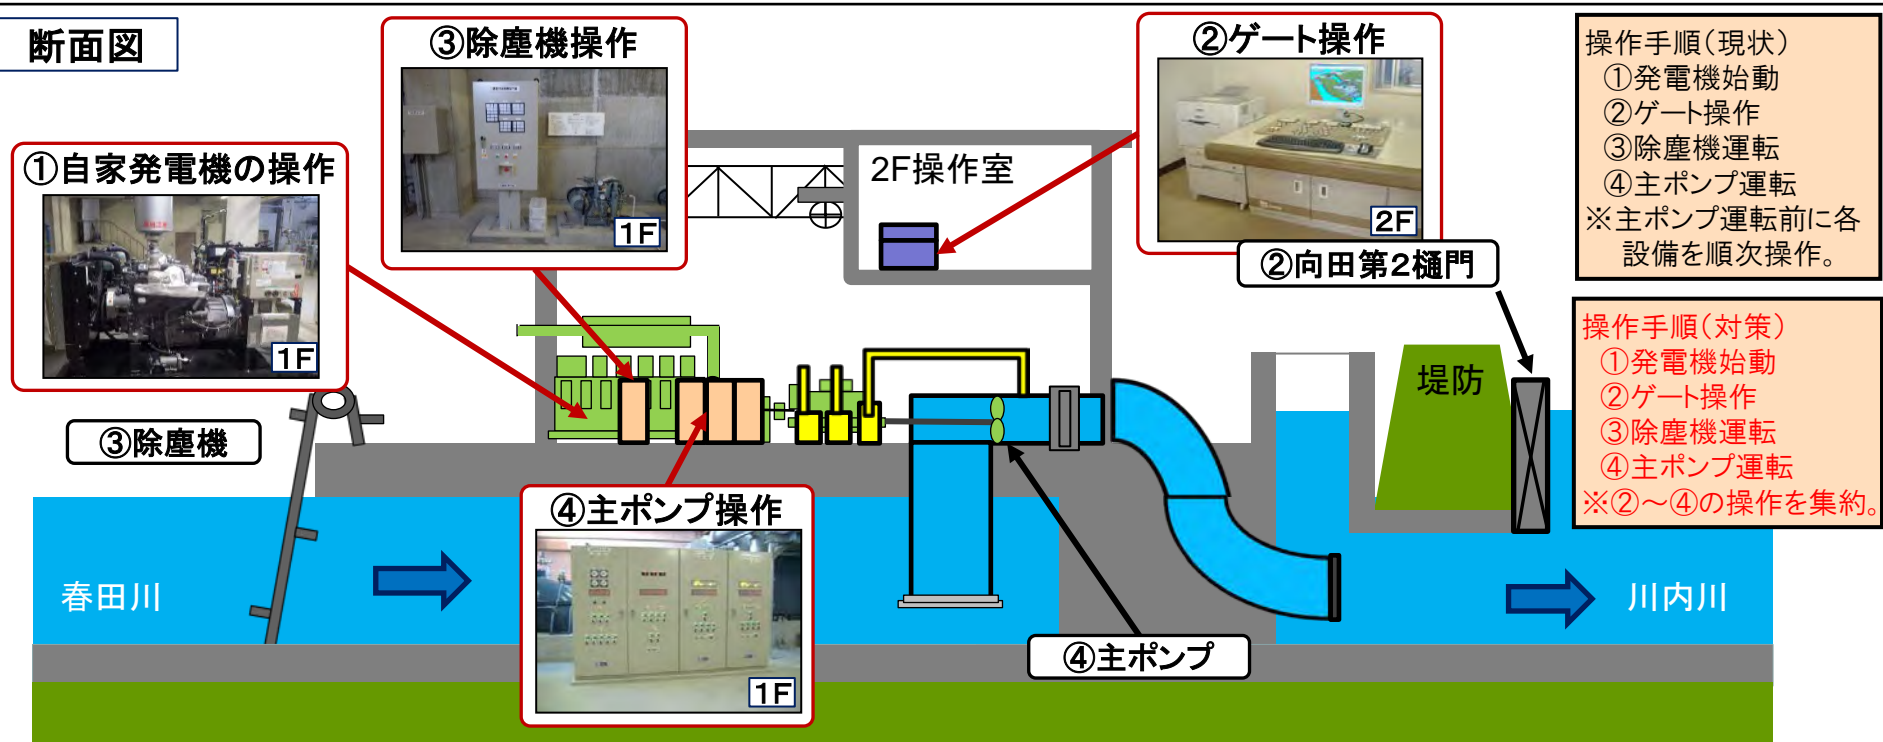 断面図
③除塵機操作
1F
②ゲート操作
2F
②向田第2樋門
①自家発電機の操作
1F
2F操作室
操作手順(現状)
①発電機始動
②ゲート操作
③除塵機運転
④主ポンプ運転
※主ポンプ運転前に各
設備を順次操作。
操作手順(対策)
①発電機始動
②ゲート操作
③除塵機運転
④主ポンプ運転
※②~④の操作を集約。
堤防
③除塵機
④主ポンプ操作
1F
春田川
④主ポンプ
川内川